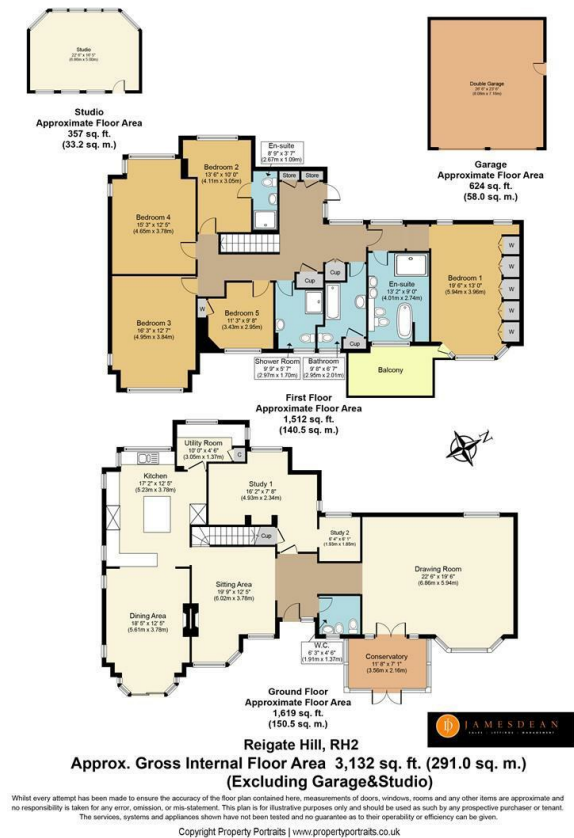 Studio
22'6" x 16'5"
Studio
Approximate Floor Area
357 sq. ft.
(33.2 sq. m.)
Double Garage
Garage
Approximate Floor Area
624 sq. ft.
(58.0 sq. m.)
Bedroom 2
13' 6" x 10' 0"
(4.11m x 3.05m)
En-suite
8' 9" x 3' 7"
(2.67m x 1.09m)
Store
Store
Bedroom 4
15' 3" x 12' 5"
(4.65m x 3.78m)
Cup
Cup
En-suite
13' 2" x 9' 0"
(4.01m x 2.74m)
Bedroom 1
19' 6" x 13' 0"
(5.94m x 3.96m)
W
W
W
W
W
W
Bedroom 5
11' 3" x 9' 8"
(3.43m x 2.95m)
Bedroom 3
16' 3" x 12' 7"
(4.95m x 3.84m)
Cup
Shower Room
9' 9" x 5' 7"
(2.97m x 1.70m)
Bathroom
9' 8" x 6' 7"
(2.95m x 2.01m)
Balcony
First Floor
Approximate Floor Area
1,512 sq. ft.
(140.5 sq. m.)
N
Utility Room
10' 0" x 4' 6"
(3.05m x 1.37m)
C
Kitchen
17' 2" x 12' 5"
(5.23m x 3.78m)
Study 1
16' 2" x 7' 8"
(4.93m x 2.34m)
Cup
Study 2
Drawing Room
22' 6" x 19' 6"
(6.86m x 5.94m)
Sitting Area
19' 9" x 12' 5"
(6.02m x 3.78m)
Dining Area
18' 5" x 12' 5"
(5.61m x 3.78m)
W.C.
6' 3" x 4' 6"
(1.91m x 1.37m)
Conservatory
11' 8" x 7' 1"
(3.56m x 2.16m)
Ground Floor
Approximate Floor Area
1,619 sq. ft.
(150.5 sq. m.)
JAMESDEAN
SALES . LETTINGS . MANAGEMENT
Reigate Hill, RH2
Approx. Gross Internal Floor Area 3,132 sq. ft. (291.0 sq. m.)
(Excluding Garage&Studio)
Whilst every attempt has been made to ensure the accuracy of the floor plan contained here, measurements of doors, windows, rooms and any other items are approximate and
no responsibility is taken for any error, omission, or mis-statement. This plan is for illustrative purposes only and should be used as such by any prospective purchaser or tenant.
The services, systems and appliances shown have not been tested and no guarantee as to their operability or efficiency can be given.
Copyright Property Portraits | www.propertyportraits.co.uk